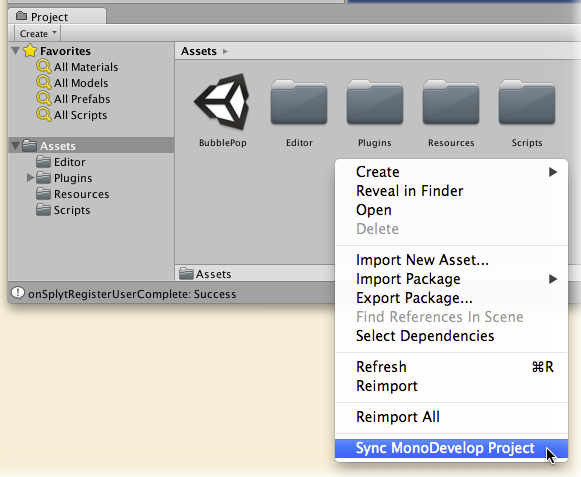 Project
Create
Favorites
All Materials
All Models
All Prefabs
All Scripts
Assets
Editor
Plugins
Resources
Scripts
Assets
BubblePop Editor Plugins Resources Scripts
Assets
onSplytRegisterUserComplete: Success
Create
Reveal in Finder
Open
Delete
Import New Asset...
Import Package
Export Package...
Find References In Scene
Select Dependencies
Refresh ⌘R
Reimport
Reimport All
Sync MonoDevelop Project